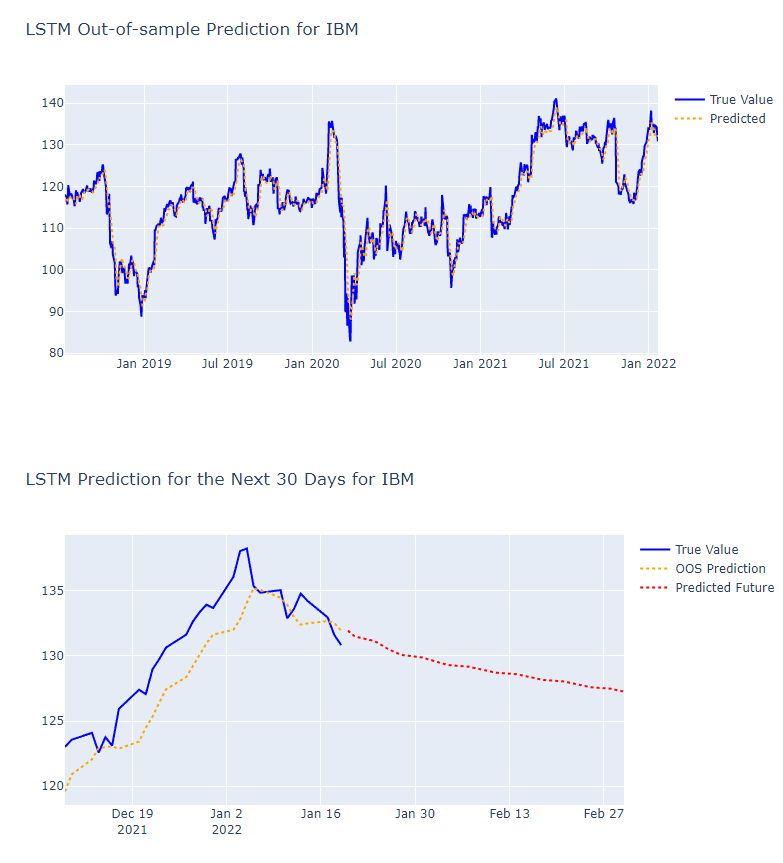 LSTM Out-of-sample Prediction for IBM
True Value
Predicted
140
130
120
110
100
90
80
Jan 2019 Jul 2019 Jan 2020 Jul 2020 Jan 2021 Jul 2021 Jan 2022
LSTM Prediction for the Next 30 Days for IBM
True Value
OOS Prediction
Predicted Future
135
130
125
120
Dec 19 Jan 2 Jan 16 Jan 30 Feb 13 Feb 27
2021 2022